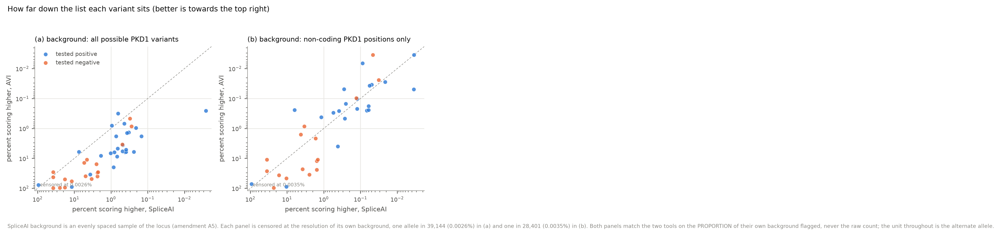 How far down the list each variant sits (better is towards the top right)
(a) background: all possible PKD1 variants
tested positive
tested negative
10⁻²
10⁻¹
10⁰
10¹
10²
percent scoring higher, AVI
censored at 0.0026%
10²
10¹
10⁰
10⁻¹
10⁻²
percent scoring higher, SpliceAI
(b) background: non-coding PKD1 positions only
10⁻²
10⁻¹
10⁰
10¹
10²
percent scoring higher, AVI
censored at 0.0035%
10²
10¹
10⁰
10⁻¹
10⁻²
percent scoring higher, SpliceAI
SpliceAI background is an evenly spaced sample of the locus (amendment A5). Each panel is censored at the resolution of its own background, one allele in 39,144 (0.0026%) in (a) and one in 28,401 (0.0035%) in (b). Both panels match the two tools on the PROPORTION of their own background flagged, never the raw count; the unit throughout is the alternate allele.